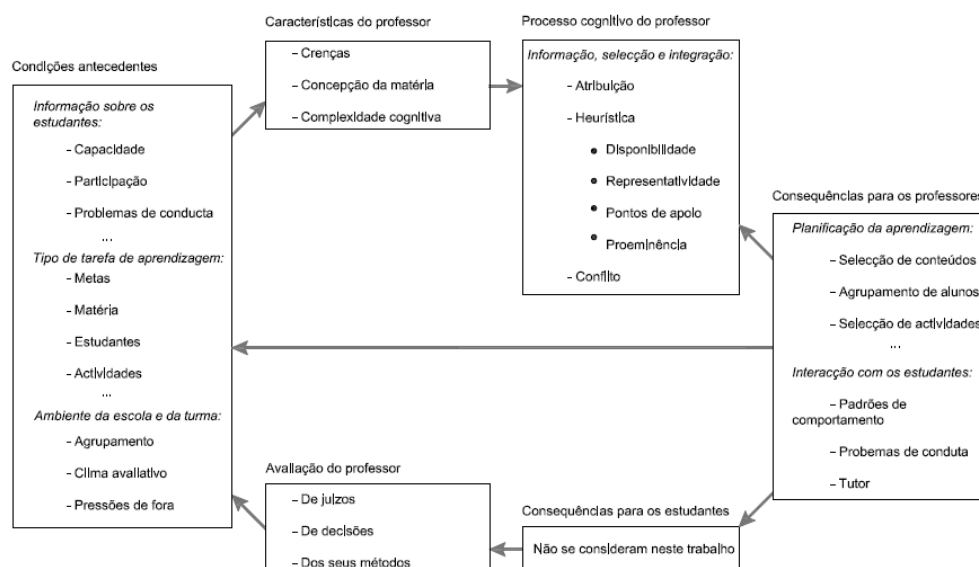 Condições antecedentes
Informação sobre os
estudantes:
– Capacidade
– Participação
– Problemas de conducta
...
Tipo de tarefa de aprendizagem:
– Metas
– Matéria
– Estudantes
– Actividades
...
Ambiente da escola e da turma:
– Agrupamento
– Clima avaliativo
– Pressões de fora
Características do professor
– Crenças
– Concepção da matéria
– Complexidade cognitiva
Processo cognitivo do professor
Informação, selecção e integração:
– Atribuição
– Heurística
• Disponibilidade
• Representatividade
• Pontos de apoio
• Proeminência
– Conflito
Consequências para os professores
Planificação da aprendizagem:
– Selecção de conteúdos
– Agrupamento de alunos
– Selecção de actividades
...
Interacção com os estudantes:
– Padrões de
comportamento
– Probemas de conduta
– Tutor
Consequências para os estudantes
Não se consideram neste trabalho
Avaliação do professor
– De juízos
– De decisões
– Dos seus métodos